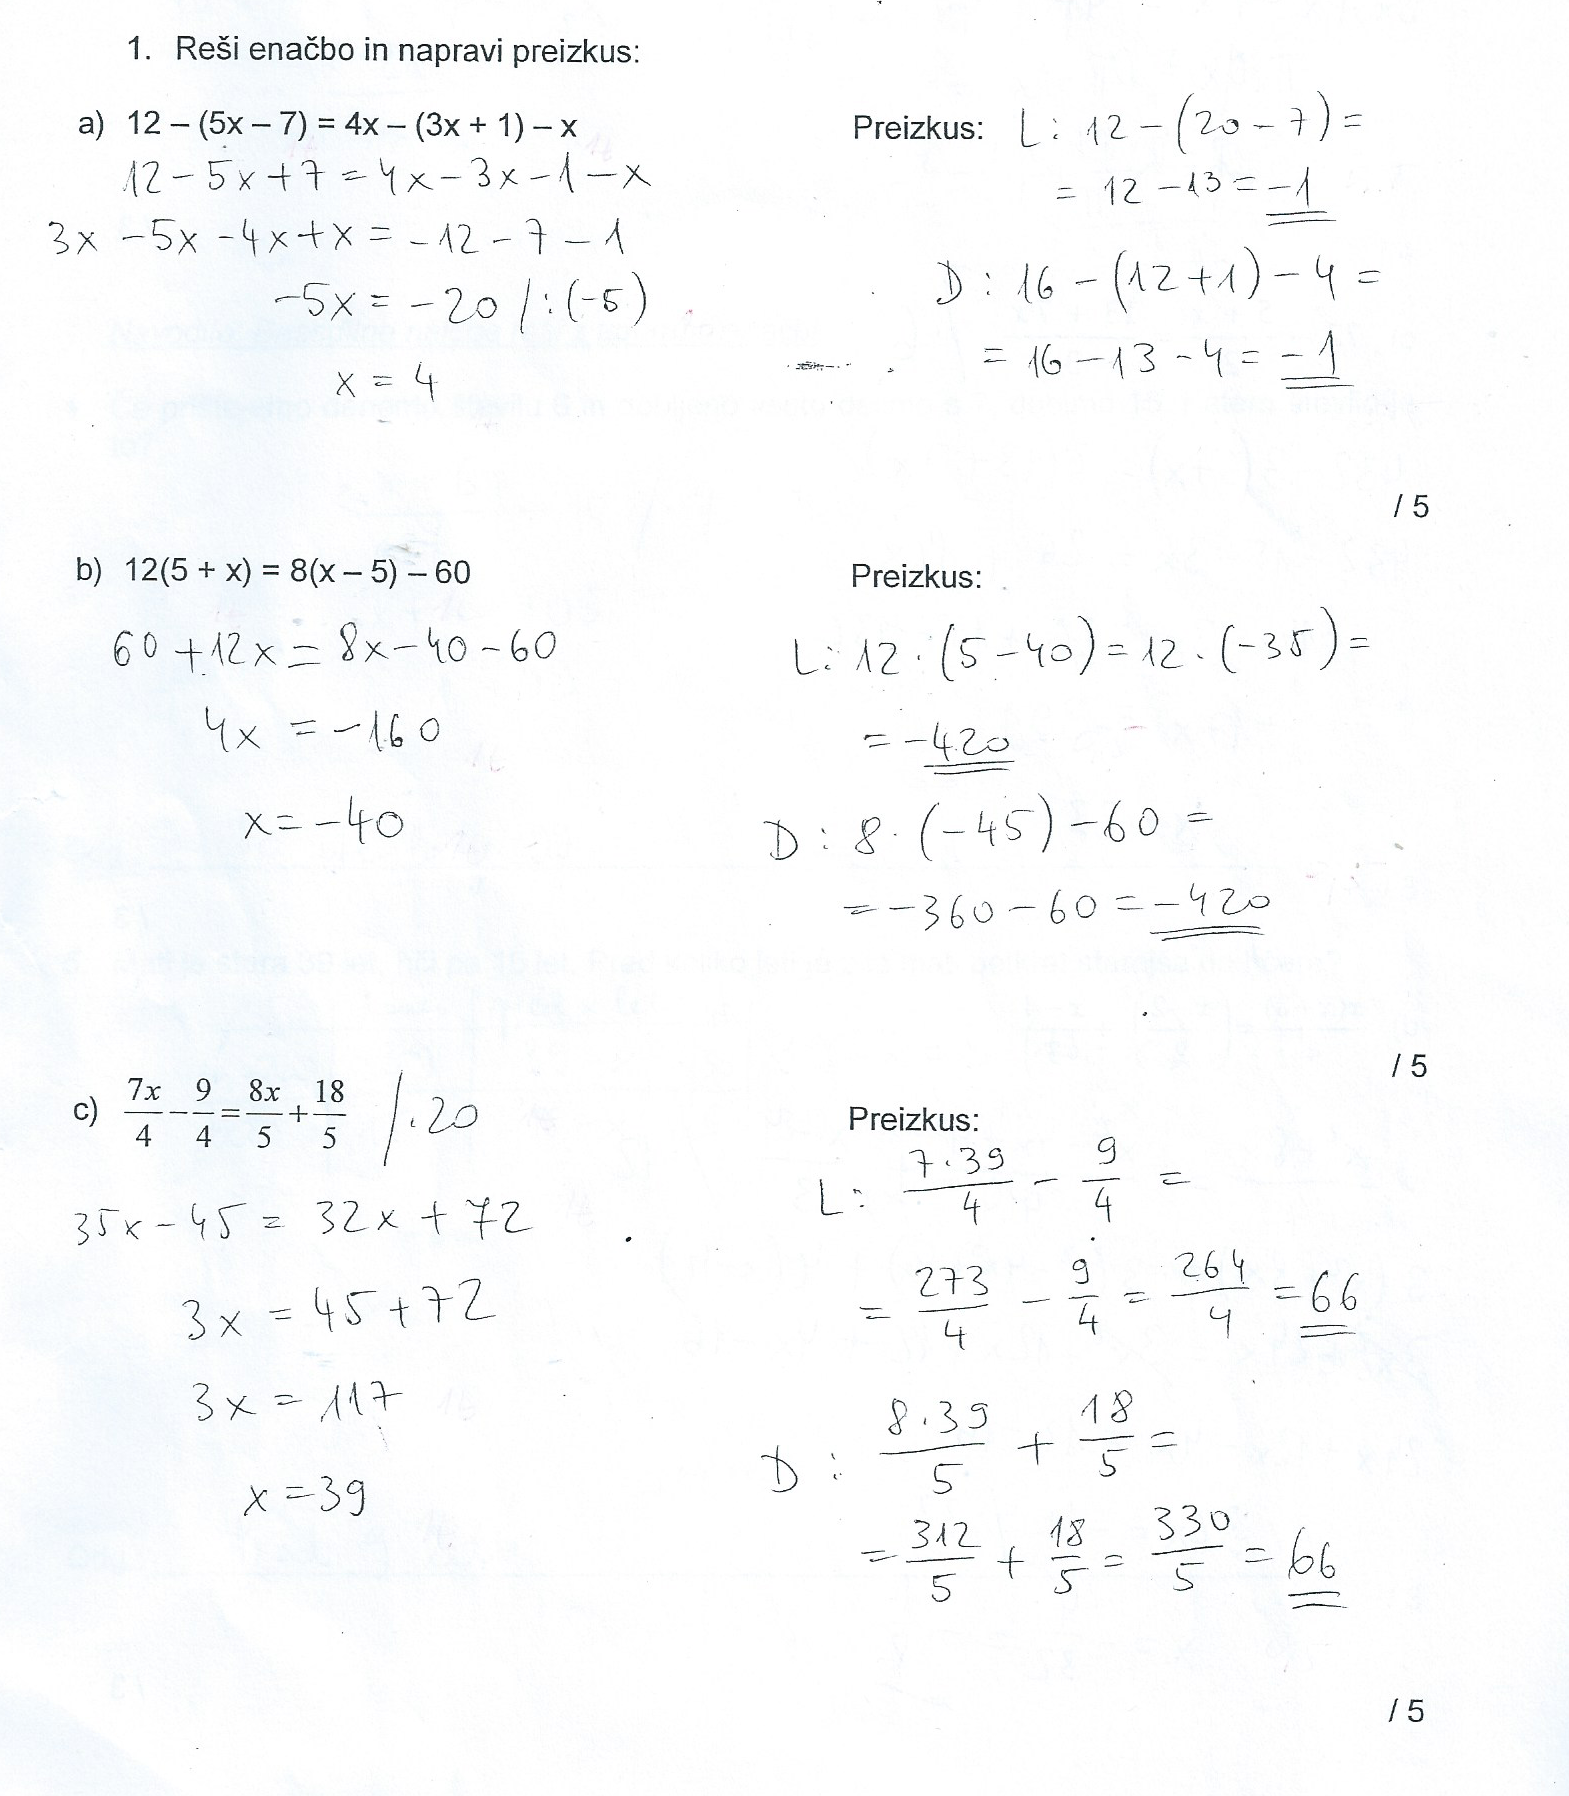 1. Reši enačbo in napravi preizkus:
a) 12 – (5x – 7) = 4x – (3x + 1) – x
12 - 5x + 7 = 4x - 3x - 1 - x
3x - 5x - 4x + x = -12 - 7 - 1
-5x = -20 /:(-5)
x = 4
Preizkus: L: 12 - (20 - 7) =
= 12 - 13 = -1
D: 16 - (12 + 1) - 4 =
= 16 - 13 - 4 = -1
/ 5
b) 12(5 + x) = 8(x – 5) – 60
60 + 12x = 8x - 40 - 60
4x = -160
x = -40
Preizkus:
L: 12 · (5 - 40) = 12 · (-35) =
= -420
D: 8 · (-45) - 60 =
= -360 - 60 = -420
/ 5
c) 7x/4 - 9/4 = 8x/5 + 18/5 /·20
35x - 45 = 32x + 72
3x = 45 + 72
3x = 117
x = 39
Preizkus:
L: 7·39/4 - 9/4 =
= 273/4 - 9/4 = 264/4 = 66
D: 8·39/5 + 18/5 =
= 312/5 + 18/5 = 330/5 = 66
/ 5